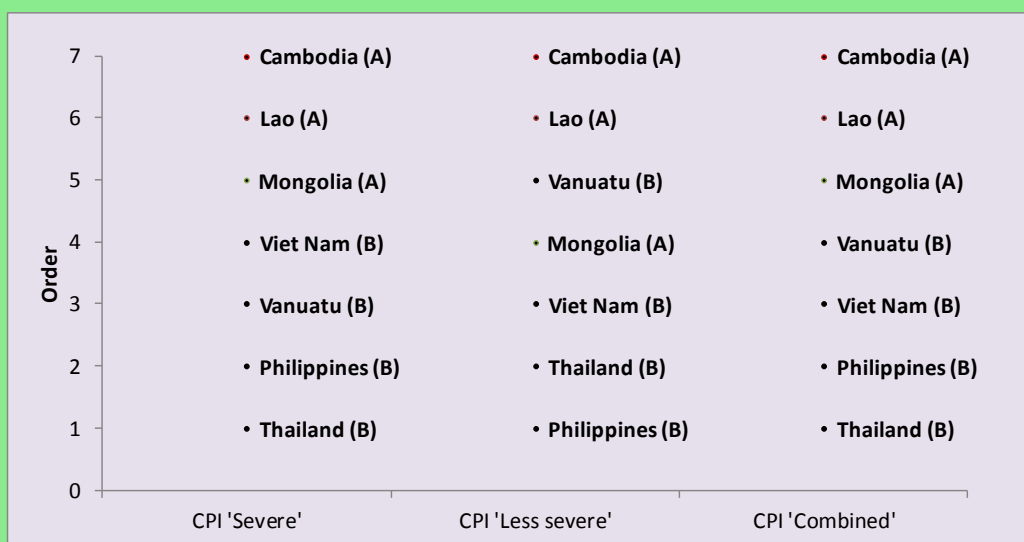 7 Cambodia (A) Cambodia (A) Cambodia (A)
6 Lao (A) Lao (A) Lao (A)
5 Mongolia (A) Vanuatu (B) Mongolia (A)
4 Viet Nam (B) Mongolia (A) Vanuatu (B)
Order
3 Vanuatu (B) Viet Nam (B) Viet Nam (B)
2 Philippines (B) Thailand (B) Philippines (B)
1 Thailand (B) Philippines (B) Thailand (B)
0
CPI 'Severe' CPI 'Less severe' CPI 'Combined'